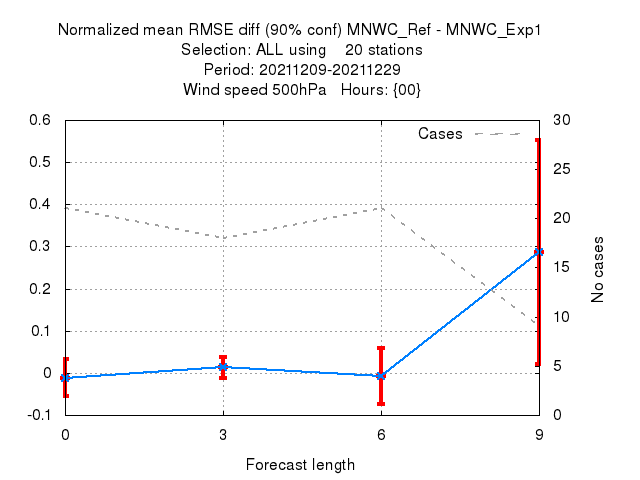 Normalized mean RMSE diff (90% conf) MNWC_Ref - MNWC_Exp1
Selection: ALL using 20 stations
Period: 20211209-20211229
Wind speed 500hPa Hours: {00}
Cases
0.6
0.5
0.4
0.3
0.2
0.1
0
-0.1
30
25
20
15
10
5
0
No cases
0 3 6 9
Forecast length